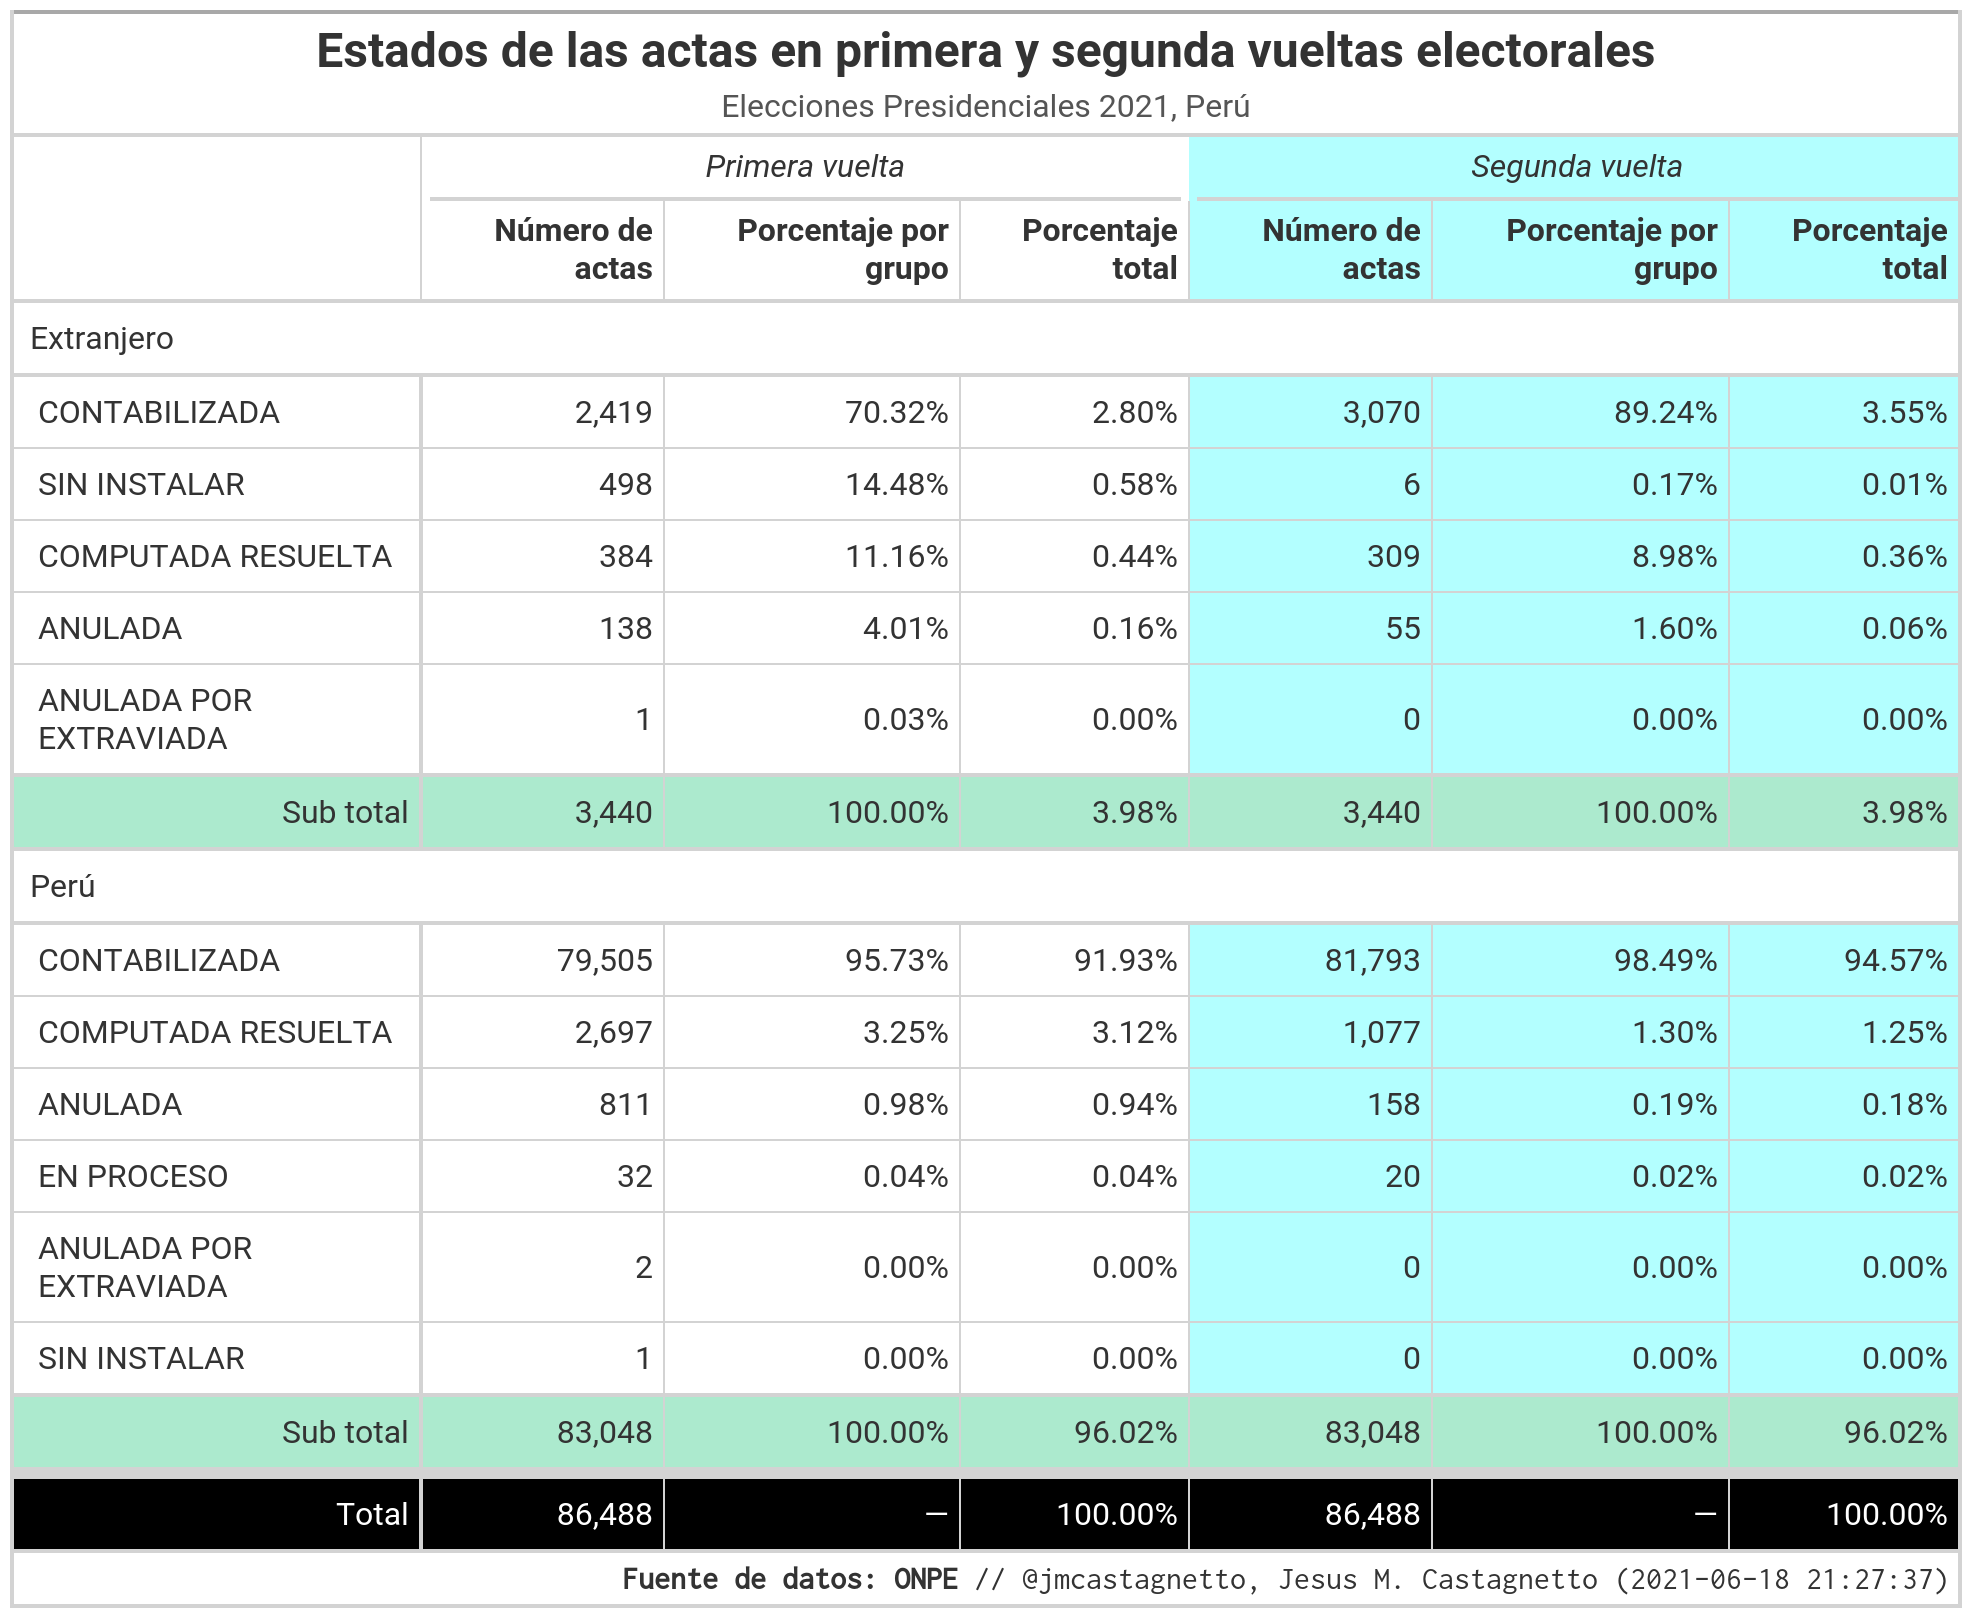 Estados de las actas en primera y segunda vueltas electorales
Elecciones Presidenciales 2021, Perú
Primera vuelta Segunda vuelta
Número de actas Porcentaje por grupo Porcentaje total Número de actas Porcentaje por grupo Porcentaje total
Extranjero
CONTABILIZADA 2,419 70.32% 2.80% 3,070 89.24% 3.55%
SIN INSTALAR 498 14.48% 0.58% 6 0.17% 0.01%
COMPUTADA RESUELTA 384 11.16% 0.44% 309 8.98% 0.36%
ANULADA 138 4.01% 0.16% 55 1.60% 0.06%
ANULADA POR EXTRAVIADA 1 0.03% 0.00% 0 0.00% 0.00%
Sub total 3,440 100.00% 3.98% 3,440 100.00% 3.98%
Perú
CONTABILIZADA 79,505 95.73% 91.93% 81,793 98.49% 94.57%
COMPUTADA RESUELTA 2,697 3.25% 3.12% 1,077 1.30% 1.25%
ANULADA 811 0.98% 0.94% 158 0.19% 0.18%
EN PROCESO 32 0.04% 0.04% 20 0.02% 0.02%
ANULADA POR EXTRAVIADA 2 0.00% 0.00% 0 0.00% 0.00%
SIN INSTALAR 1 0.00% 0.00% 0 0.00% 0.00%
Sub total 83,048 100.00% 96.02% 83,048 100.00% 96.02%
Total 86,488 — 100.00% 86,488 — 100.00%
Fuente de datos: ONPE // @jmcastagnetto, Jesus M. Castagnetto (2021-06-18 21:27:37)